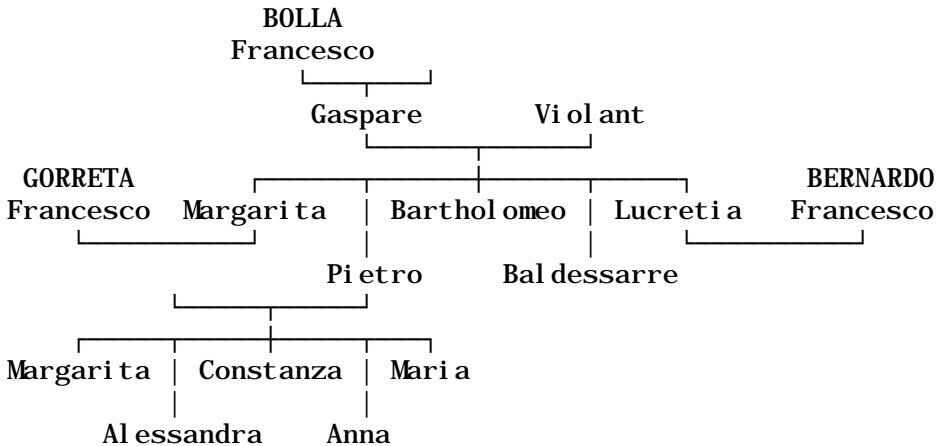 BOLLA
Francesco
Gaspare Violant
GORRETA BERNARDO
Francesco Margarita Bartholomeo Lucretia Francesco
Pietro Baldessarre
Margarita Constanza Maria
Alessandra Anna